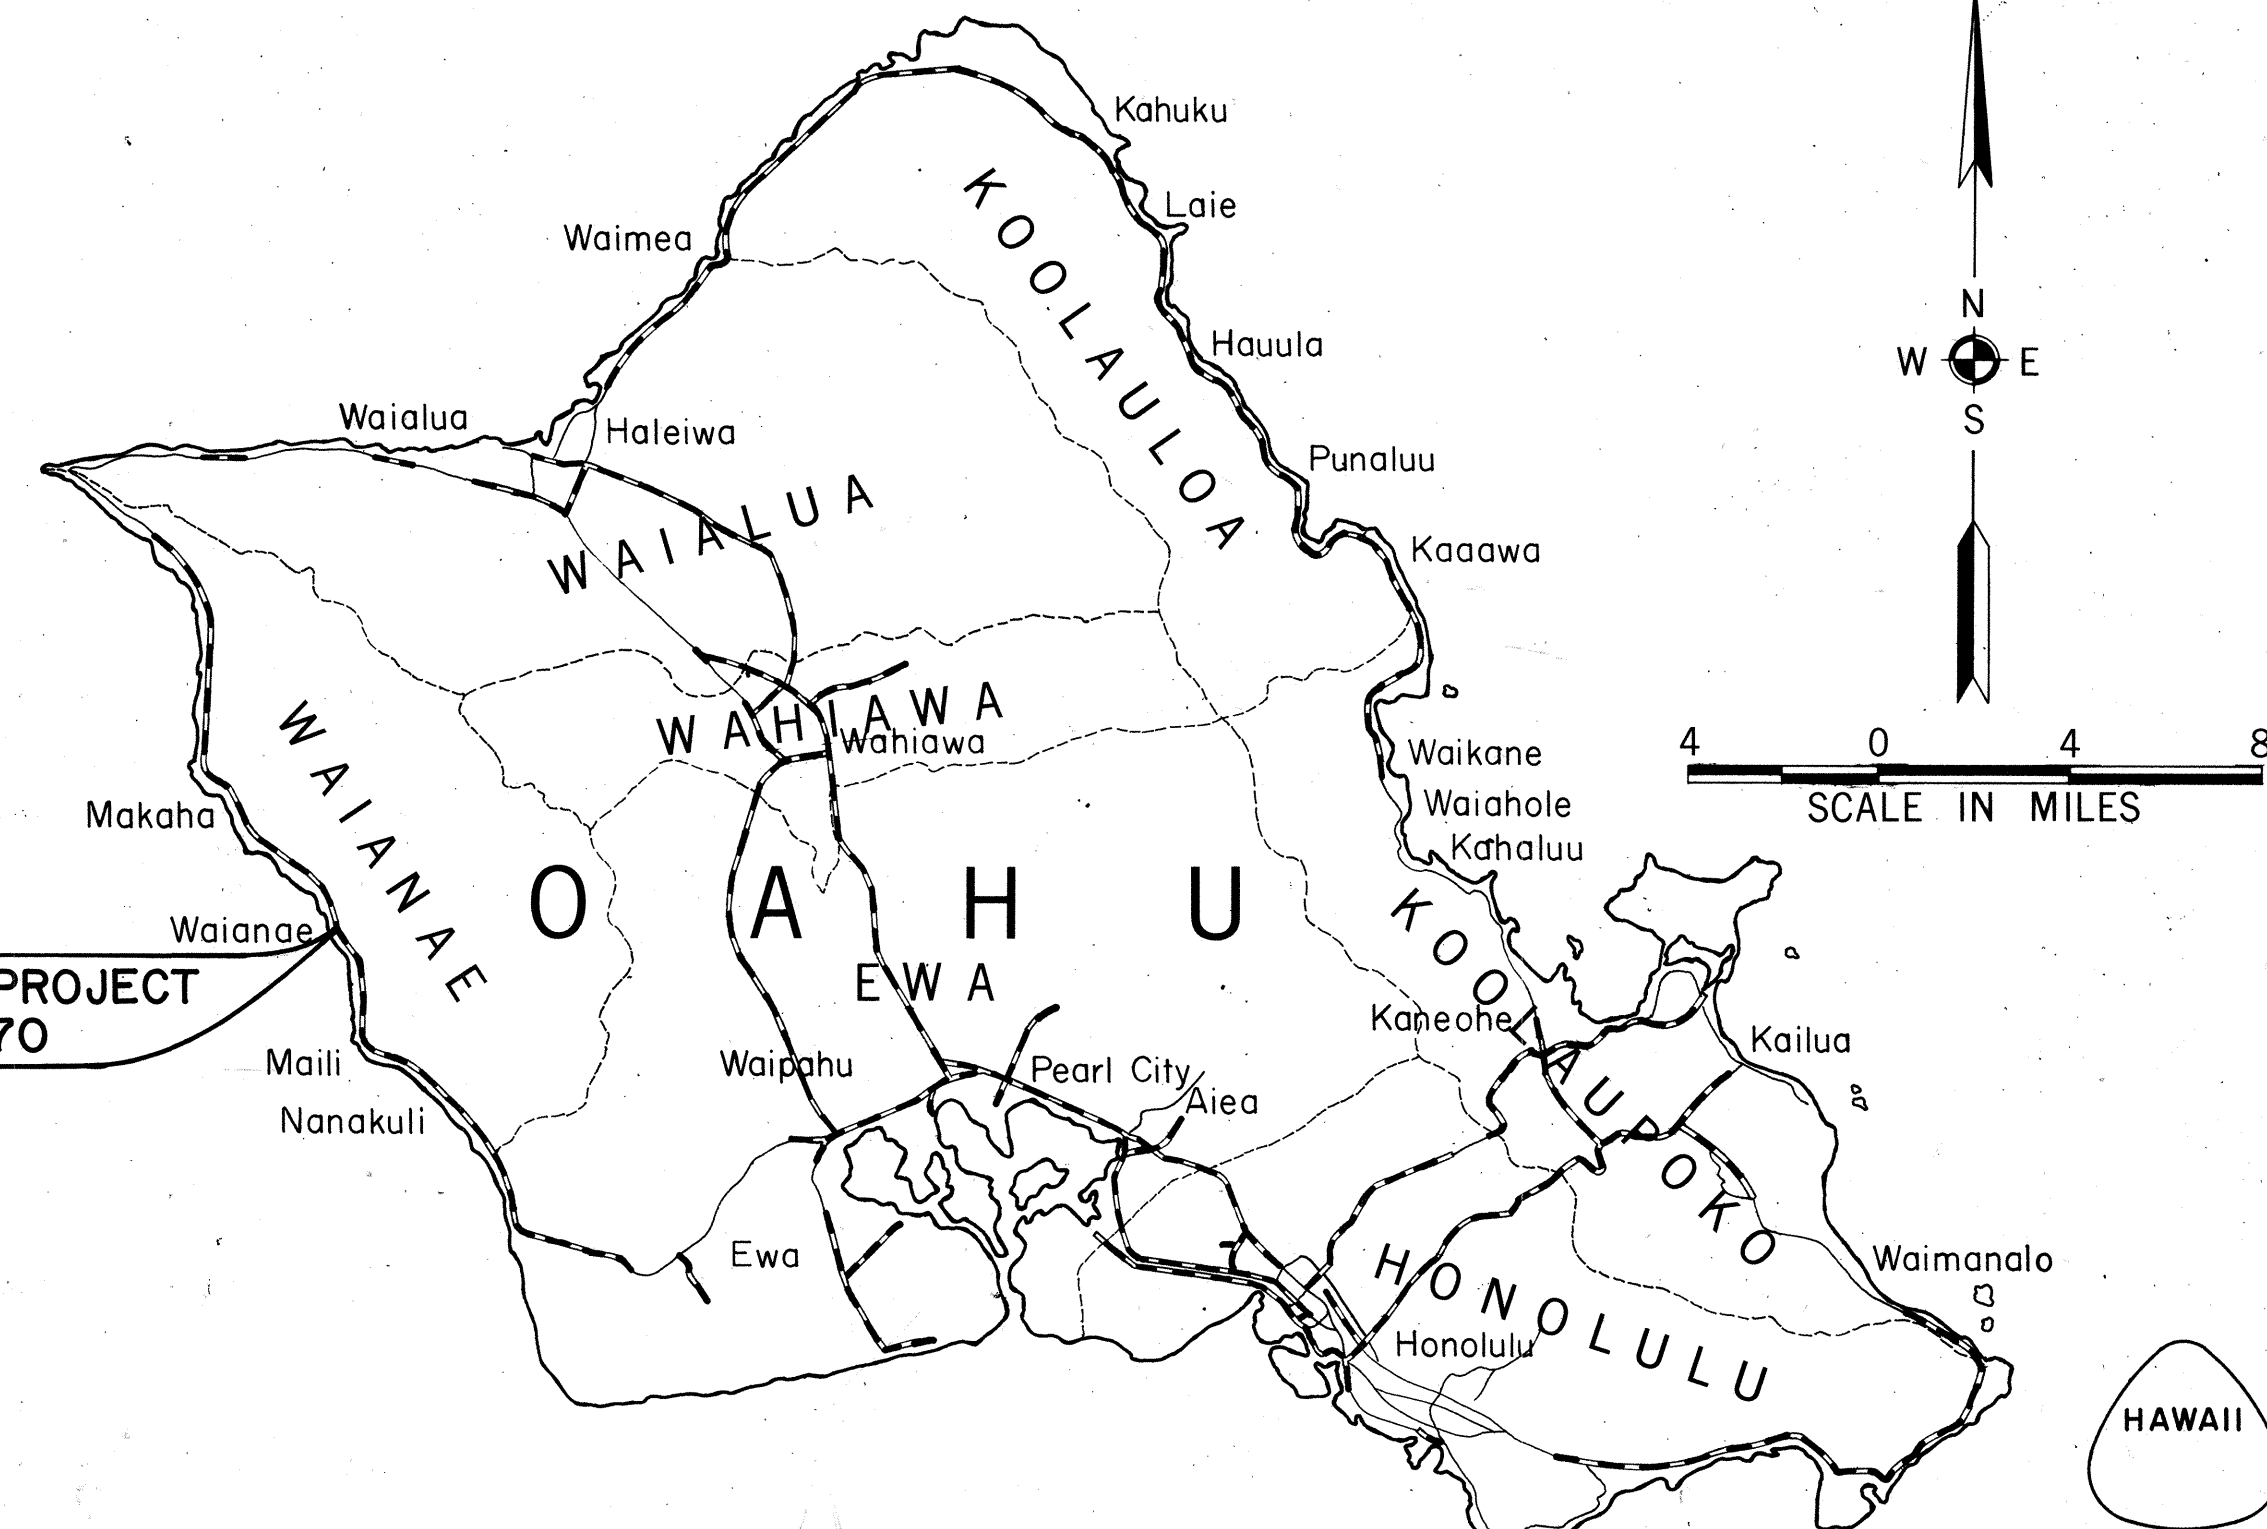 Kahuku
Laie
Waimea
KOOLAULOA
N
W E
S
Hauula
Waialua
Haleiwa
Punaluu
WAIALUA
Kaaawa
WAHIAWA
Wahiawa
WAIANAE
Waikane
4 0 4 8
SCALE IN MILES
Makaha
Waiahole
Kahaluu
OAHU
Waianae
PROJECT
70
EWA
KOOLAUPOKO
Kaneohe
Kailua
Maili
Waipahu
Pearl City
Aiea
Nanakuli
Ewa
HONOLULU
Waimanalo
Honolulu
HAWAII